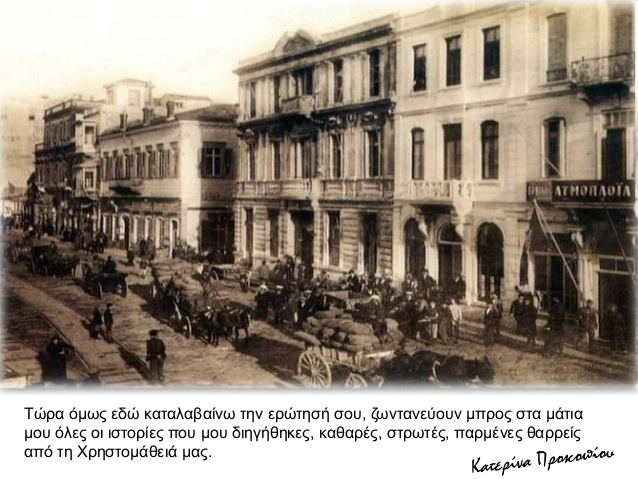 ΑΤΜΟΠΛΟΪΑ
Τώρα όμως εδώ καταλαβαίνω την ερώτησή σου, ζωντανεύουν μπρος στα μάτια
μου όλες οι ιστορίες που μου διηγήθηκες, καθαρές, στρωτές, παρμένες θαρρείς
από τη Χρηστομάθειά μας.
Κατερίνα Προκοπίου